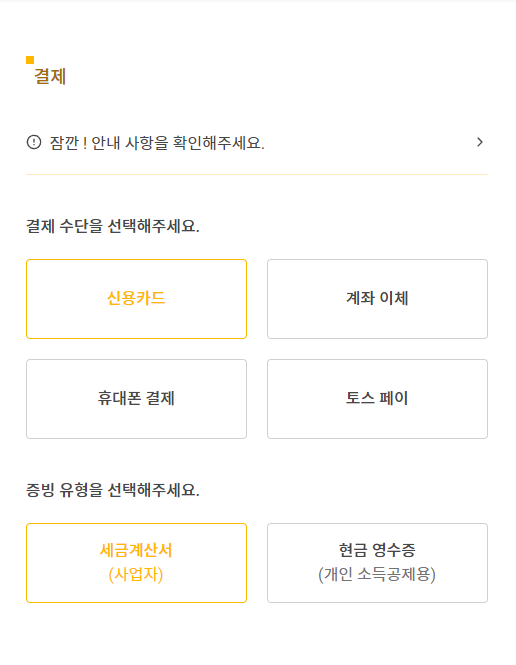 결제
잠깐 ! 안내 사항을 확인해주세요.
결제 수단을 선택해주세요.
신용카드
계좌 이체
휴대폰 결제
토스 페이
증빙 유형을 선택해주세요.
세금계산서
(사업자)
현금 영수증
(개인 소득공제용)